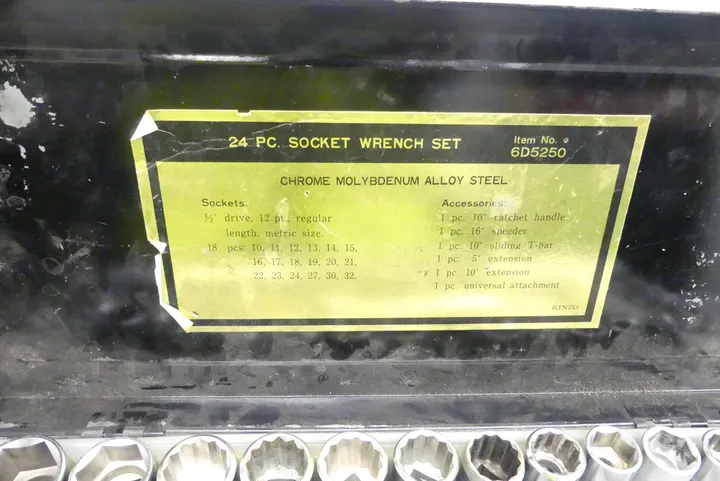 24 PC. SOCKET WRENCH SET
Item No.
6D5250
CHROME MOLYBDENUM ALLOY STEEL
Sockets:
½″ drive, 12 pt., regular
length, metric size.
18 pcs: 10, 11, 12, 13, 14, 15,
16, 17, 18, 19, 20, 21,
22, 23, 24, 27, 30, 32,
Accessories:
1 pc. 10″ ratchet handle
1 pc. 16″ speeder
1 pc. 10″ sliding T-bar
1 pc. 5″ extension
1 pc. 10″ extension
1 pc. universal attachment
KINZO